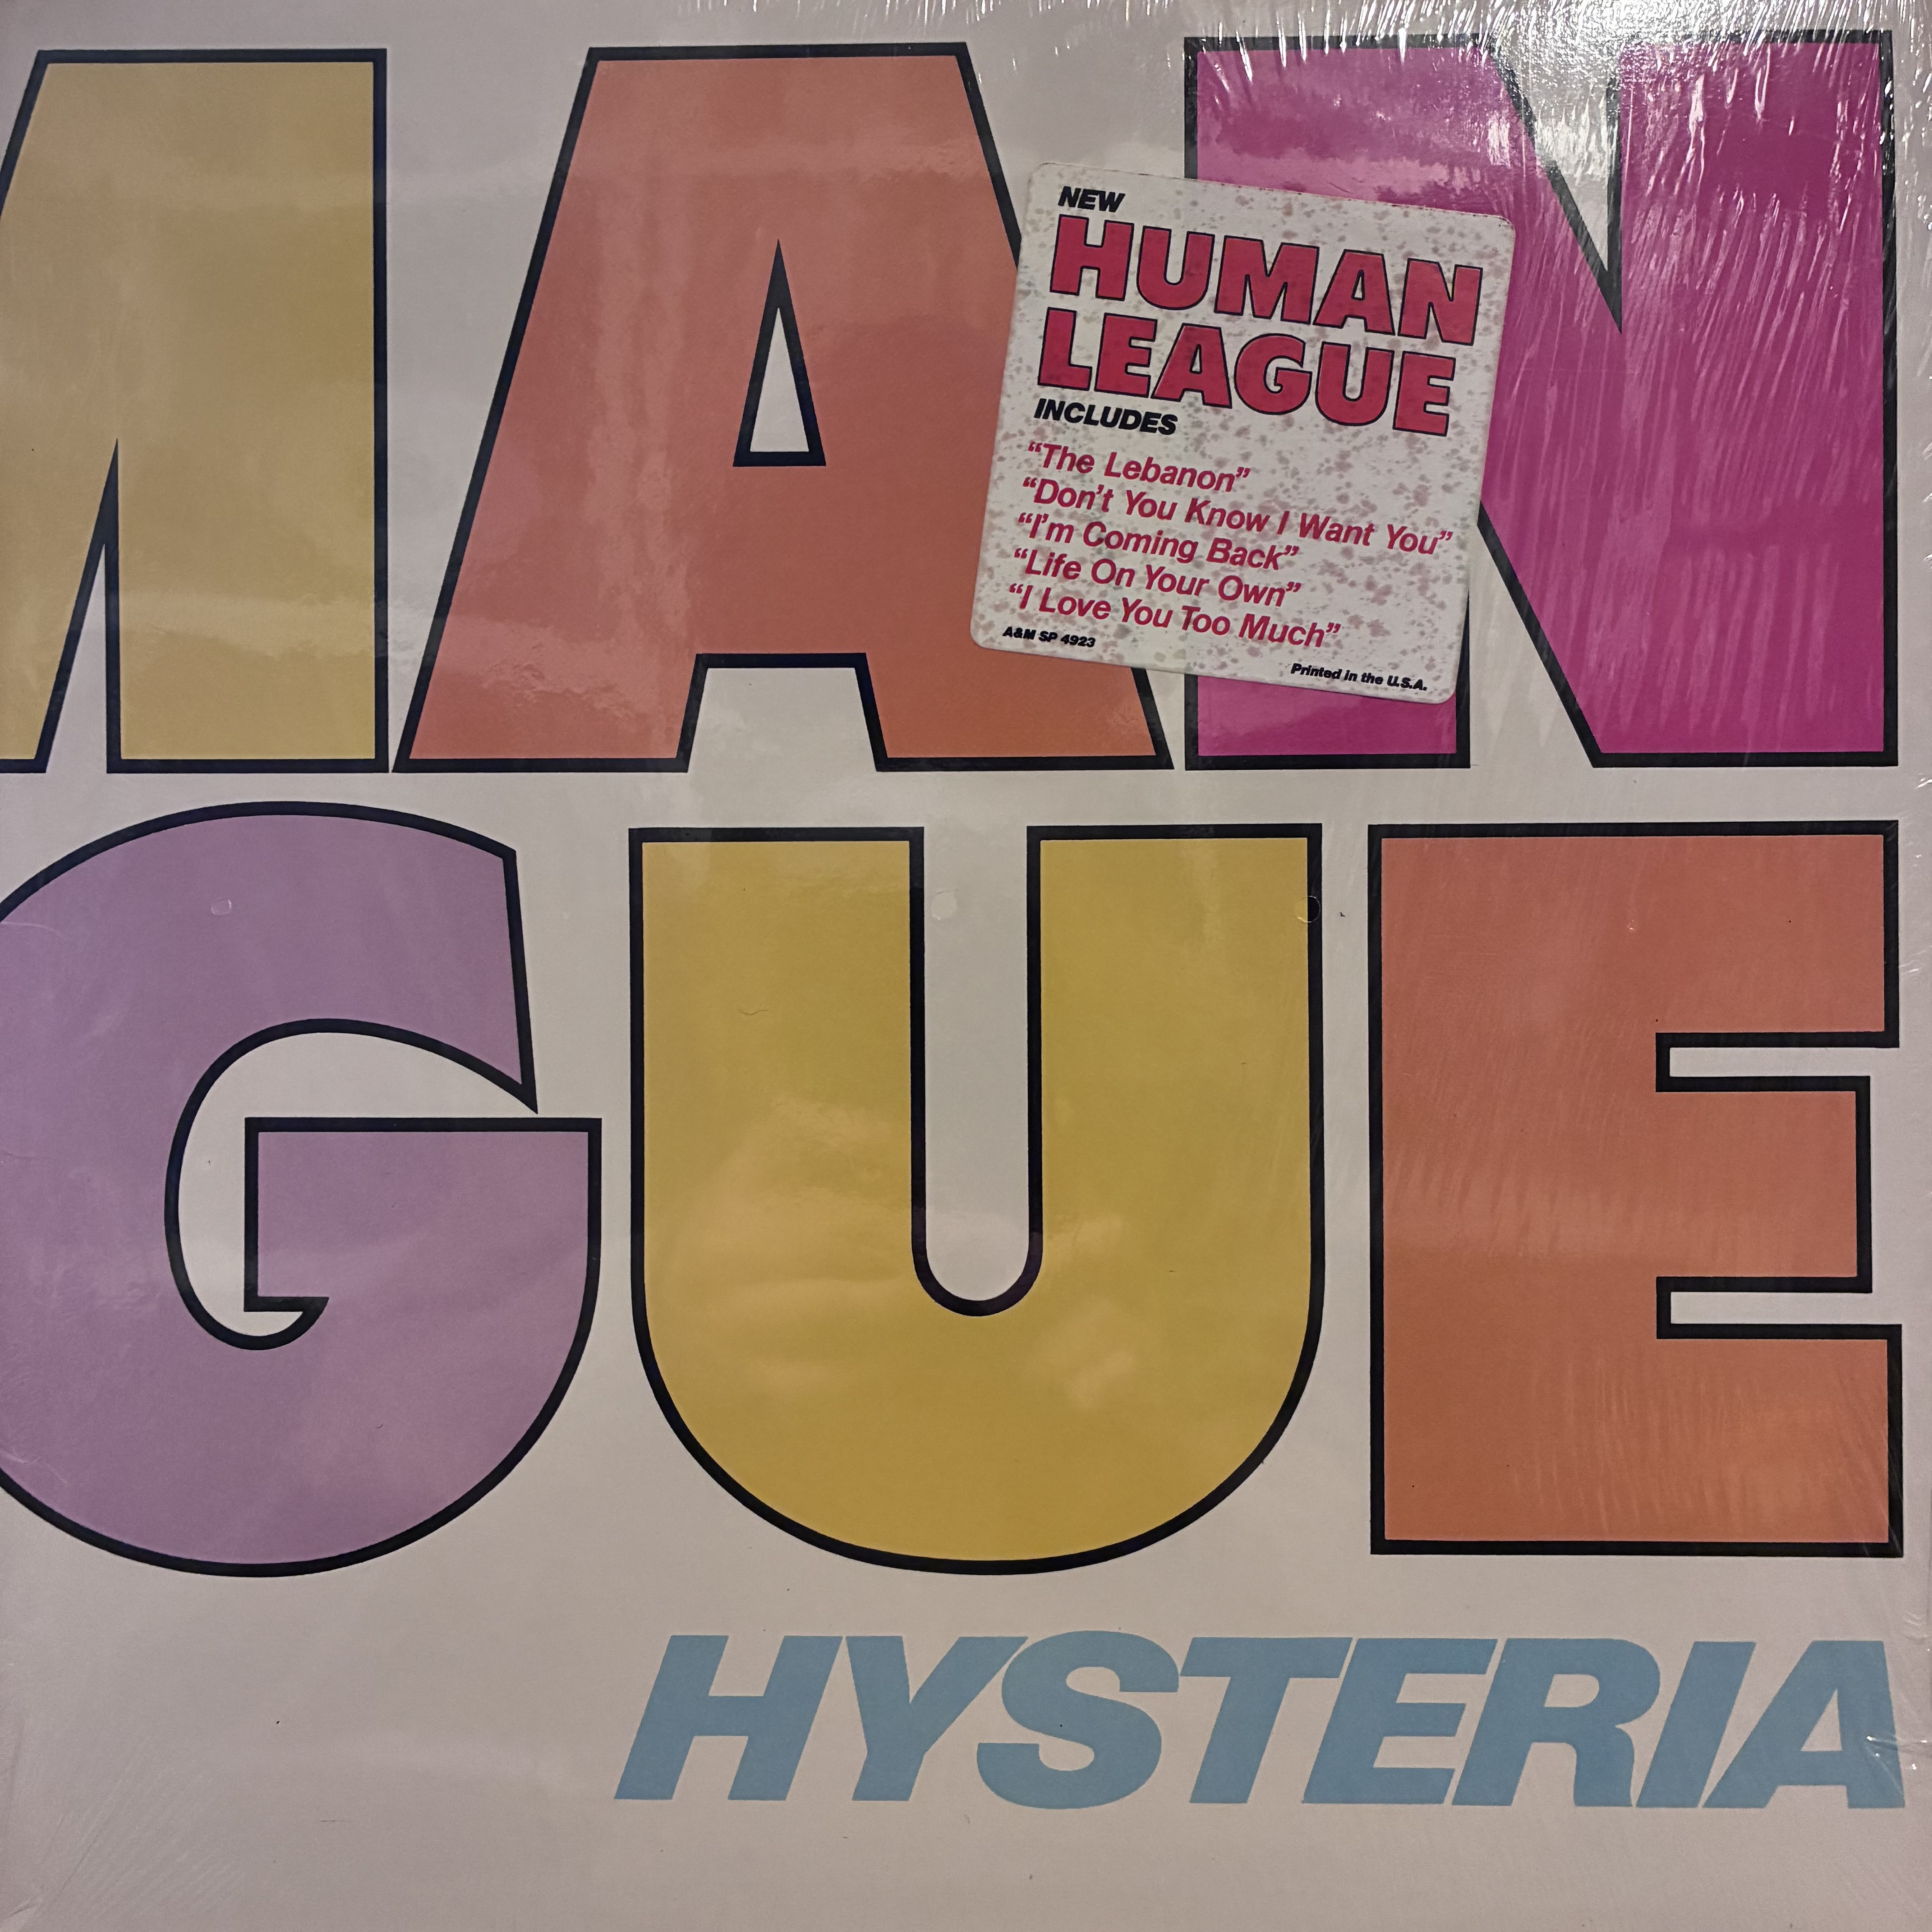 MAN
GUE
HYSTERIA
NEW
HUMAN
LEAGUE
INCLUDES
“The Lebanon”
“Don’t You Know I Want You”
“I’m Coming Back”
“Life On Your Own”
“I Love You Too Much”
A&M SP 4923
Printed in the U.S.A.